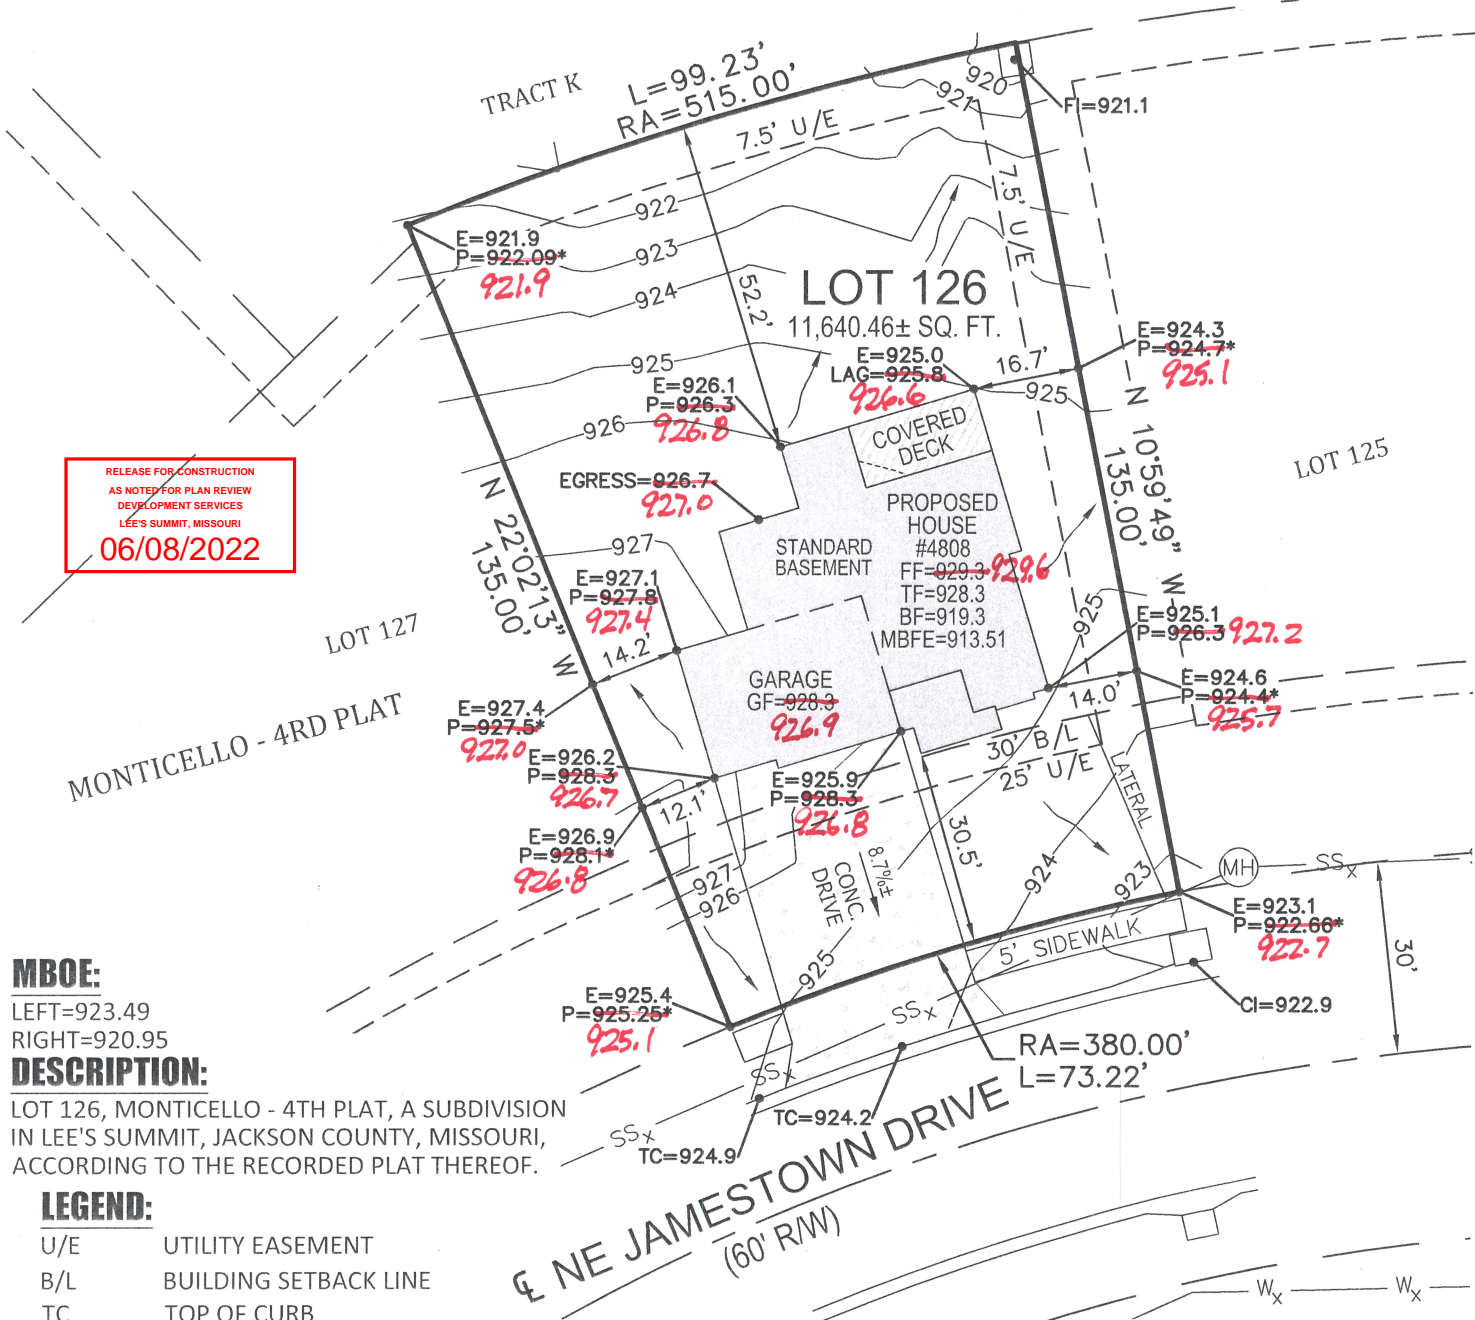 TRACT K
L=99.23'
RA=515.00'
7.5' U/E
920
921
FI=921.1
7.5' U/E
922
923
924
E=921.9
P=922.09*
921.9
52.2'
LOT 126
11,640.46± SQ. FT.
E=925.0
LAG=925.8
926.6
16.7'
925
E=924.3
P=924.7*
925.1
925
E=926.1
P=926.3
926.8
926
COVERED
DECK
N 10°59'49" W
135.00'
LOT 125
RELEASE FOR CONSTRUCTION
AS NOTED FOR PLAN REVIEW
DEVELOPMENT SERVICES
LEE'S SUMMIT, MISSOURI
06/08/2022
N 22°02'13" W
135.00'
EGRESS=926.7
927.0
PROPOSED
HOUSE
#4808
FF=929.3 929.6
TF=928.3
BF=919.3
MBFE=913.51
STANDARD
BASEMENT
927
E=927.1
P=927.8
927.4
LOT 127
14.2'
925
E=925.1
P=926.3 927.2
GARAGE
GF=928.3
926.9
14.0'
E=924.6
P=924.4*
925.7
MONTICELLO - 4RD PLAT
E=927.4
P=927.5*
927.0
30' B/L
25' U/E
LATERAL
E=926.2
P=928.3
926.7
12.1'
E=925.9
P=928.3
926.8
30.5'
E=926.9
P=928.1*
926.8
8.7%±
CONC.
DRIVE
927
926
924
923
MH
SSx
E=923.1
P=922.66*
922.7
5' SIDEWALK
925
30'
MBOE:
LEFT=923.49
RIGHT=920.95
E=925.4
P=925.25*
925.1
CI=922.9
SSx
RA=380.00'
L=73.22'
DESCRIPTION:
LOT 126, MONTICELLO - 4TH PLAT, A SUBDIVISION
IN LEE'S SUMMIT, JACKSON COUNTY, MISSOURI,
ACCORDING TO THE RECORDED PLAT THEREOF.
SSx
TC=924.2
SSx
TC=924.9
℄ NE JAMESTOWN DRIVE
(60' R/W)
LEGEND:
U/E UTILITY EASEMENT
B/L BUILDING SETBACK LINE
TC TOP OF CURB
Wx
Wx